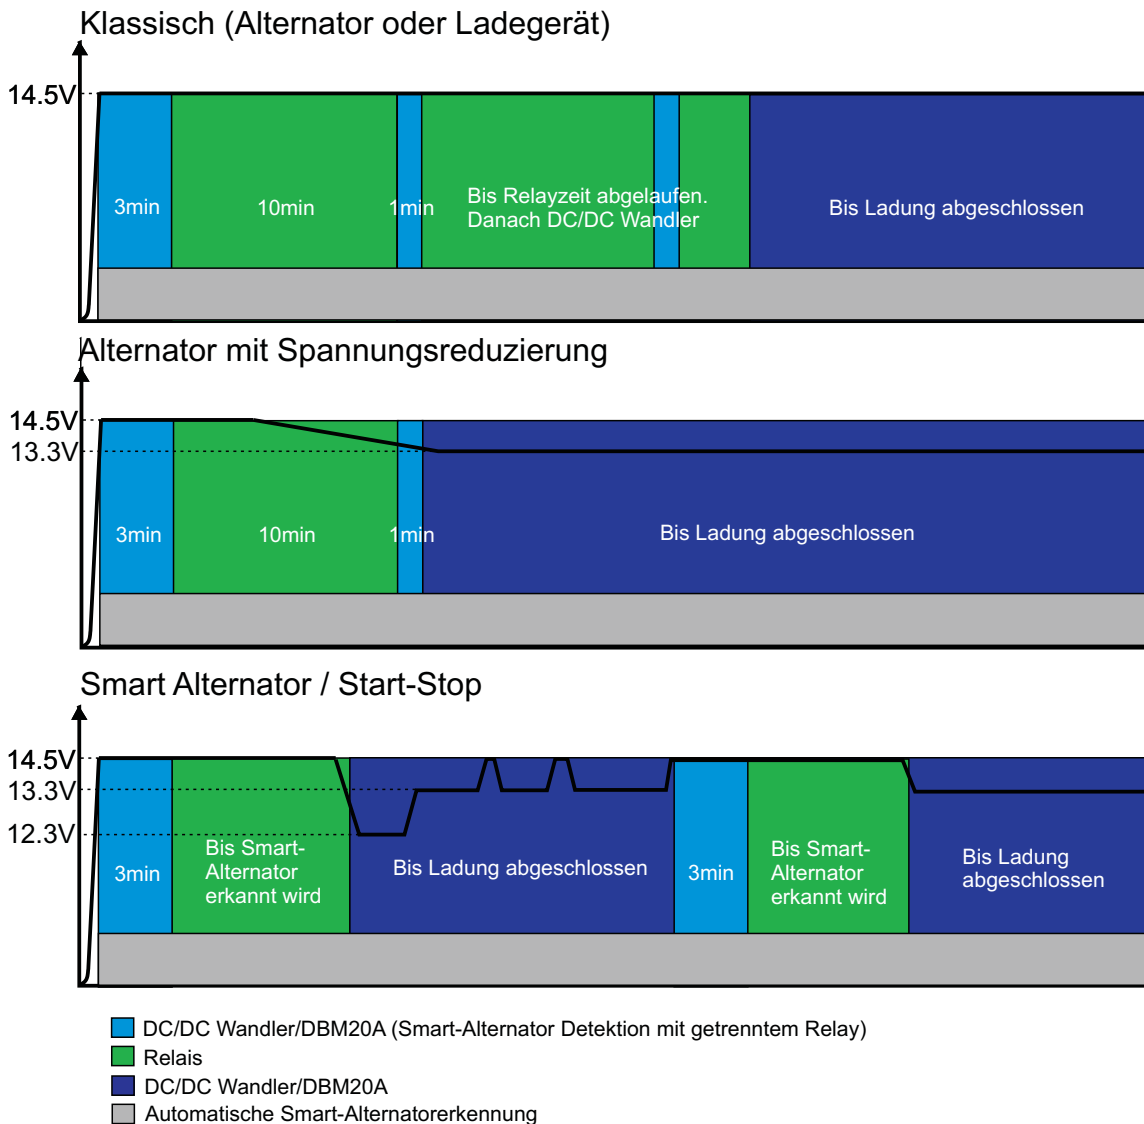 Klassisch (Alternator oder Ladegerät)
14.5V
3min
10min
1min
Bis Relayzeit abgelaufen.
Danach DC/DC Wandler
Bis Ladung abgeschlossen
Alternator mit Spannungsreduzierung
14.5V
13.3V
3min
10min
1min
Bis Ladung abgeschlossen
Smart Alternator / Start-Stop
14.5V
13.3V
12.3V
3min
Bis Smart-
Alternator
erkannt wird
Bis Ladung abgeschlossen
3min
Bis Smart-
Alternator
erkannt wird
Bis Ladung
abgeschlossen
DC/DC Wandler/DBM20A (Smart-Alternator Detektion mit getrenntem Relay)
Relais
DC/DC Wandler/DBM20A
Automatische Smart-Alternatorerkennung